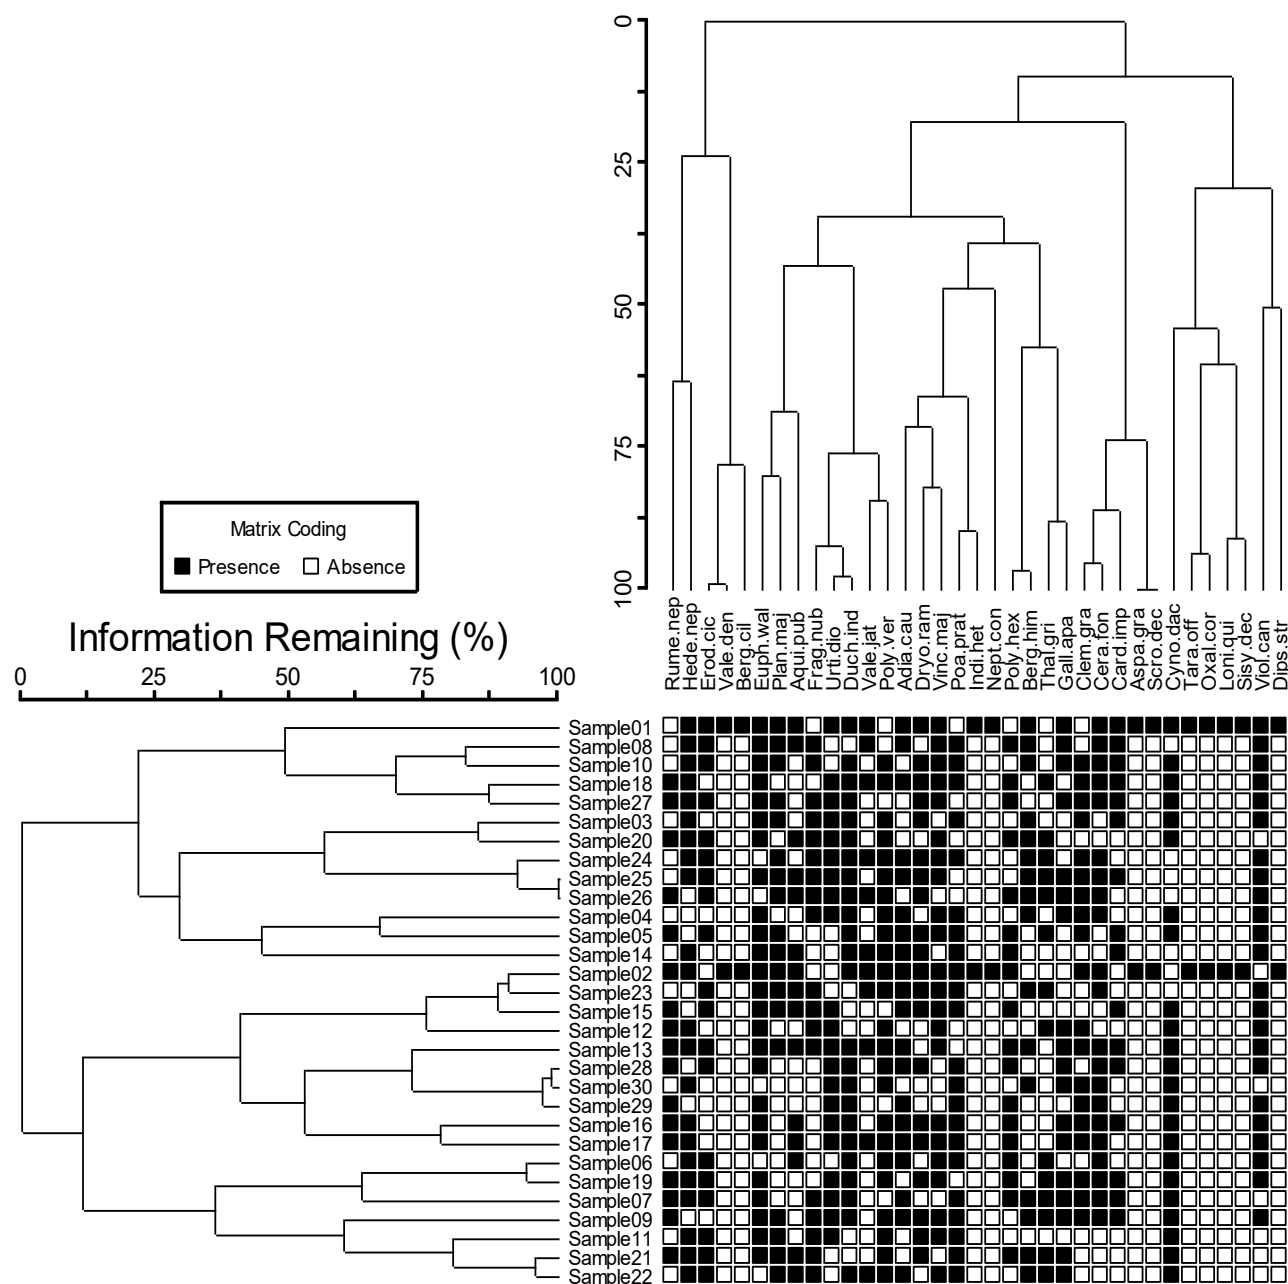 0
25
50
75
100
Matrix Coding
Presence Absence
Information Remaining (%)
0 25 50 75 100
Rume.nep
Hede.nep
Erod.cic
Vale.den
Berg.cil
Euph.wal
Plan.maj
Aqui.pub
Frag.nub
Urti.dio
Duch.ind
Vale.jat
Poly.ver
Adia.cau
Dryo.ram
Vinc.maj
Poa.prat
Indi.het
Nept.con
Poly.hex
Berg.him
Thal.gri
Gall.apa
Clem.gra
Cera.fon
Card.imp
Aspa.gra
Scro.dec
Cyno.dac
Tara.off
Oxal.cor
Loni.qui
Sisy.dec
Viol.can
Diss.str
Sample01
Sample08
Sample10
Sample18
Sample27
Sample03
Sample20
Sample24
Sample25
Sample26
Sample04
Sample05
Sample14
Sample02
Sample23
Sample15
Sample12
Sample13
Sample28
Sample30
Sample29
Sample16
Sample17
Sample06
Sample19
Sample07
Sample09
Sample11
Sample21
Sample22